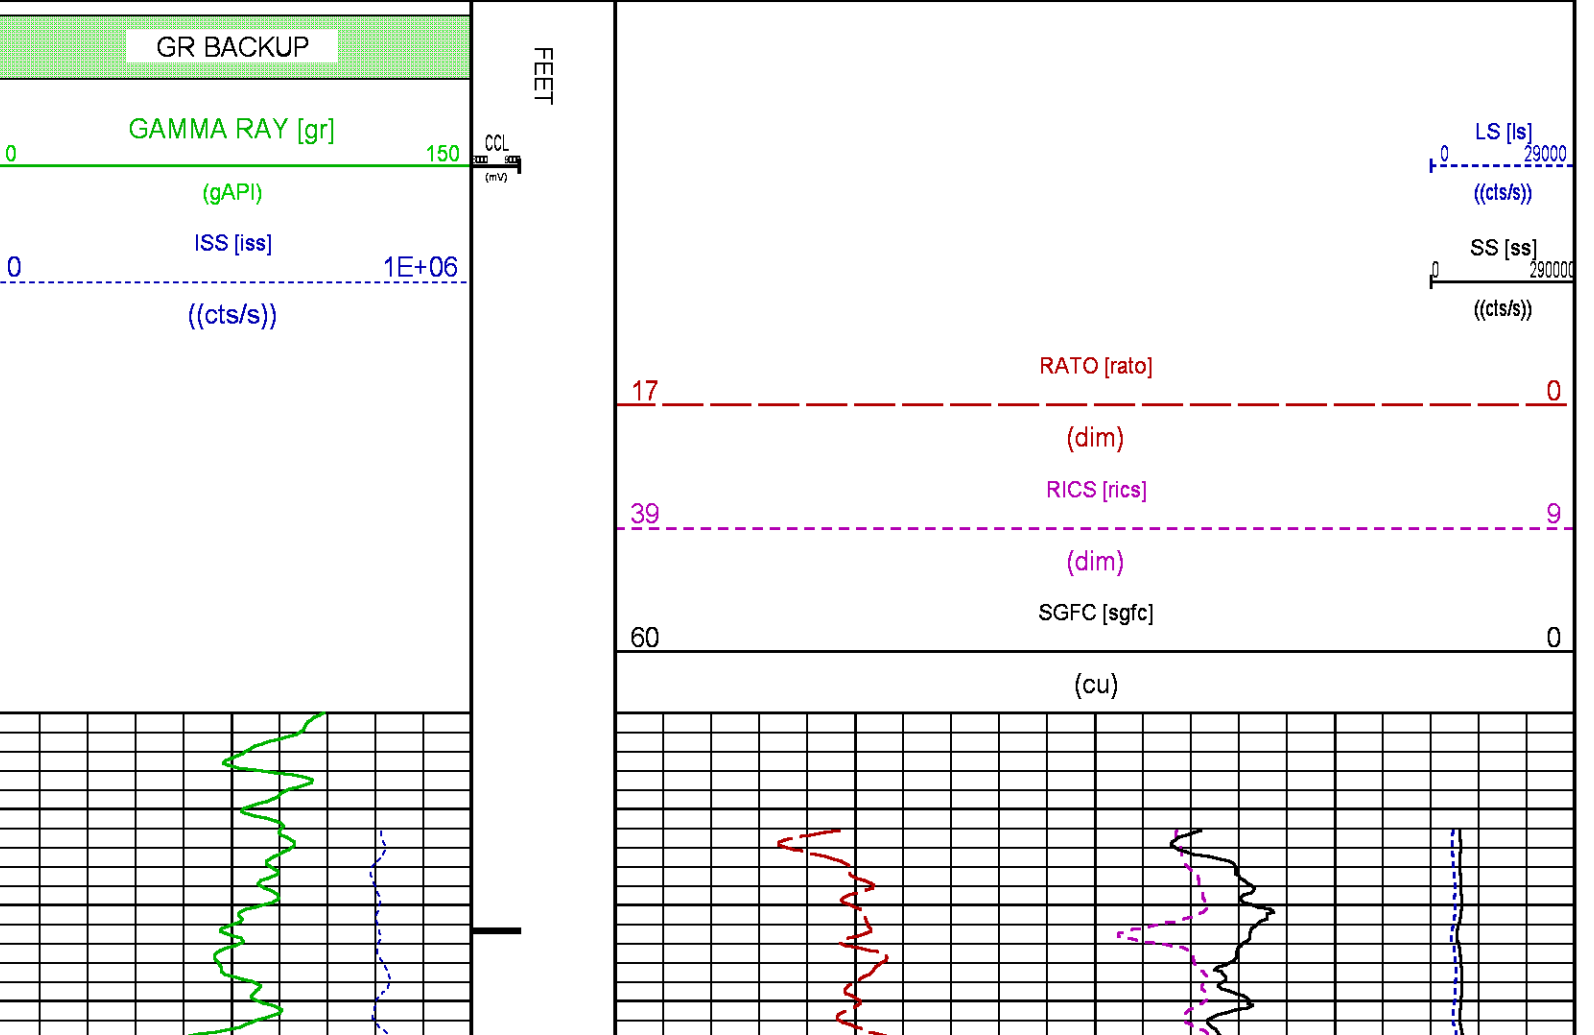 GR BACKUP
GAMMA RAY [gr]
0 150
(gAPI)
ISS [iss]
0 1E+06
((cts/s))
FEET
CCL
(mV)
LS [ls]
0 29000
((cts/s))
SS [ss]
0 290000
((cts/s))
RATO [rato]
17 0
(dim)
RICS [rics]
39 9
(dim)
SGFC [sgfc]
60 0
(cu)